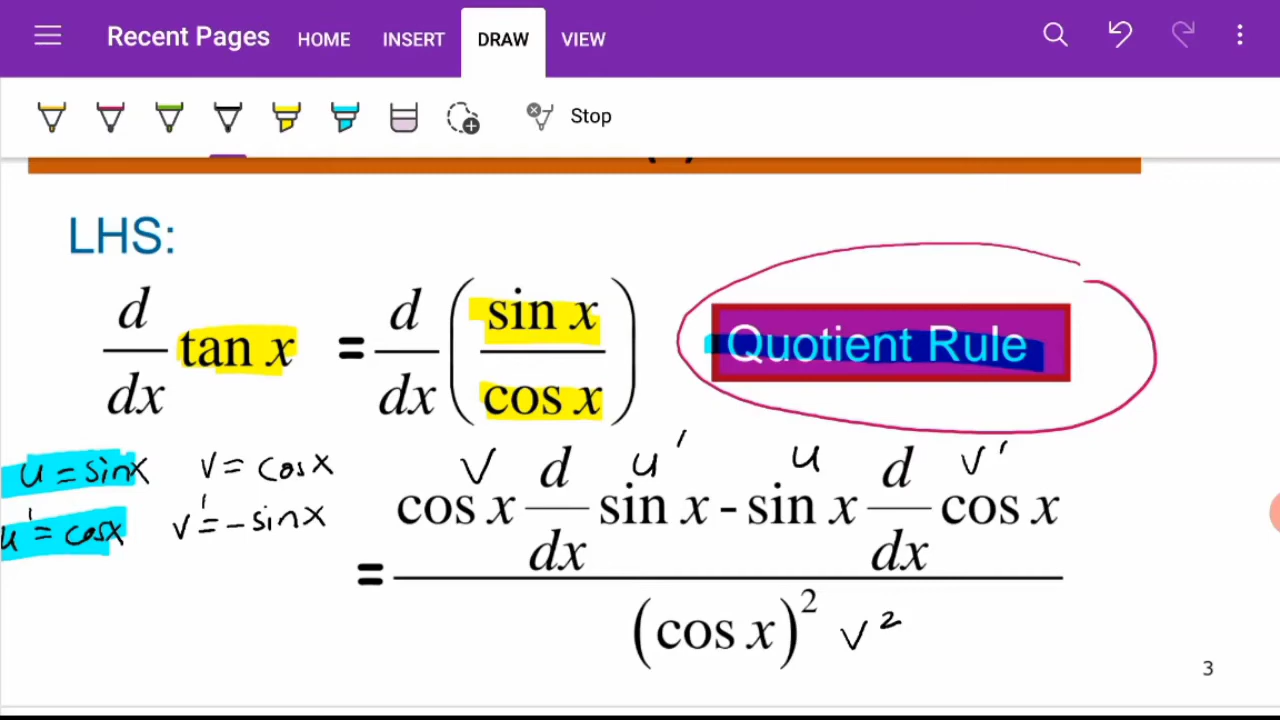 Recent Pages HOME INSERT DRAW VIEW
Stop
LHS:
d/dx tan x = d/dx (sin x / cos x) Quotient Rule
u = sinx v = cosx
u' = cosx v' = -sinx
v u' u v'
= (cos x d/dx sin x - sin x d/dx cos x) / (cos x)² v²
3